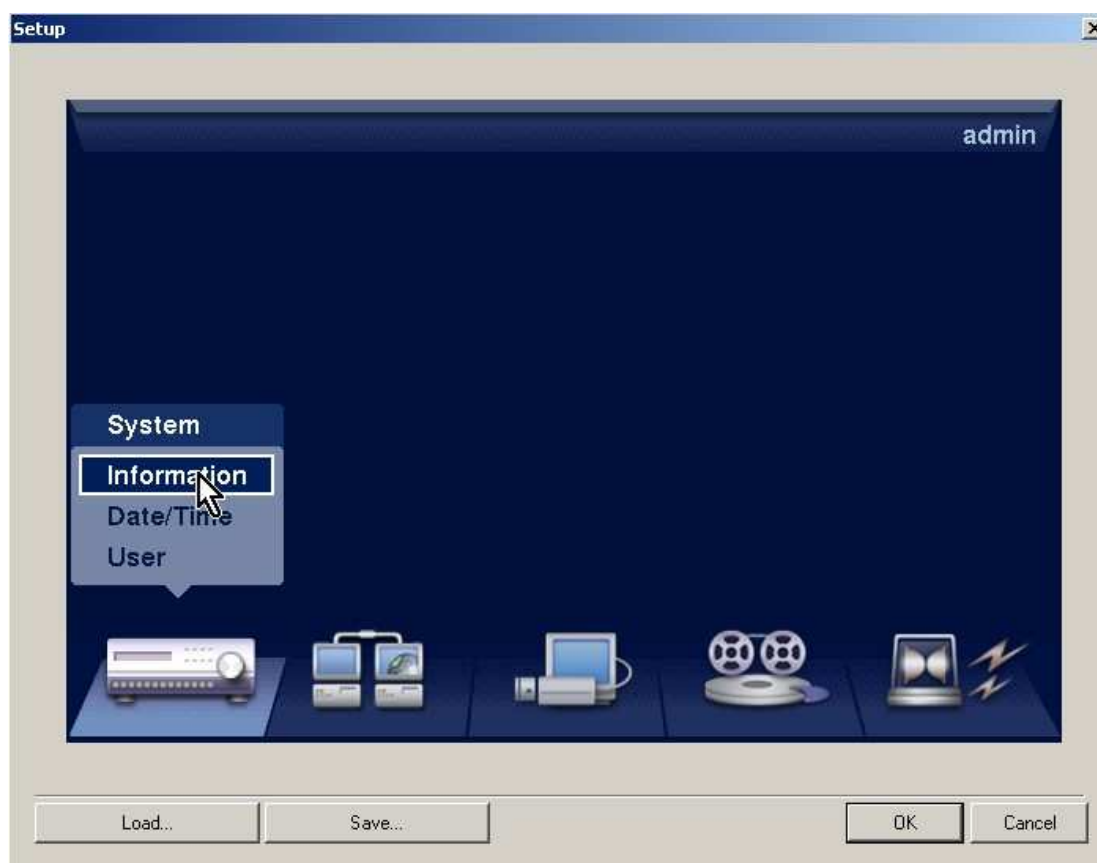 Setup
admin
System
Information
Date/Time
User
Load...
Save...
OK
Cancel